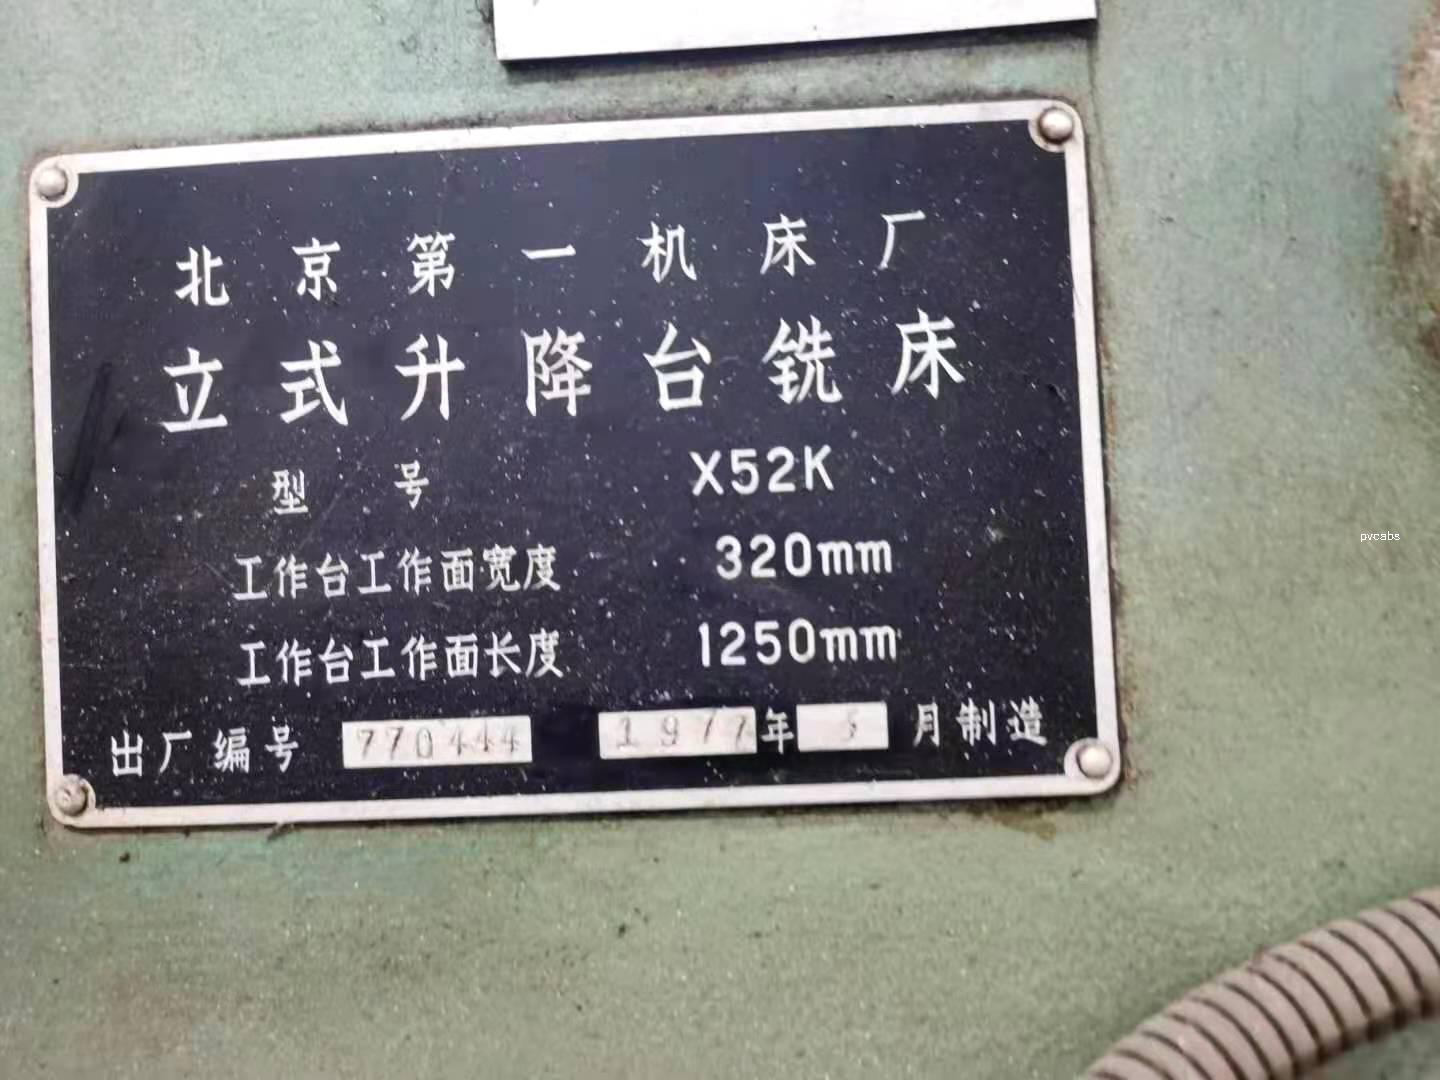 北京第一机床厂
立式升降台铣床
型号 X52K
工作台工作面宽度 320mm
工作台工作面长度 1250mm
出厂编号 770444 1977年 5月制造
pvcabs